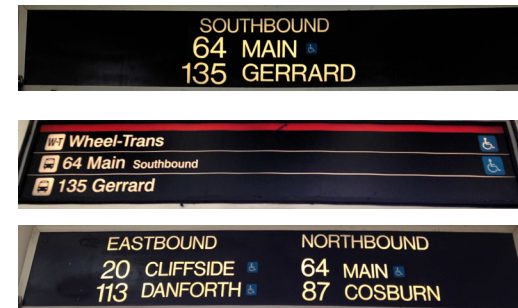 SOUTHBOUND
64 MAIN
135 GERRARD
W-T Wheel-Trans
64 Main Southbound
135 Gerrard
EASTBOUND
20 CLIFFSIDE
113 DANFORTH
NORTHBOUND
64 MAIN
87 COSBURN